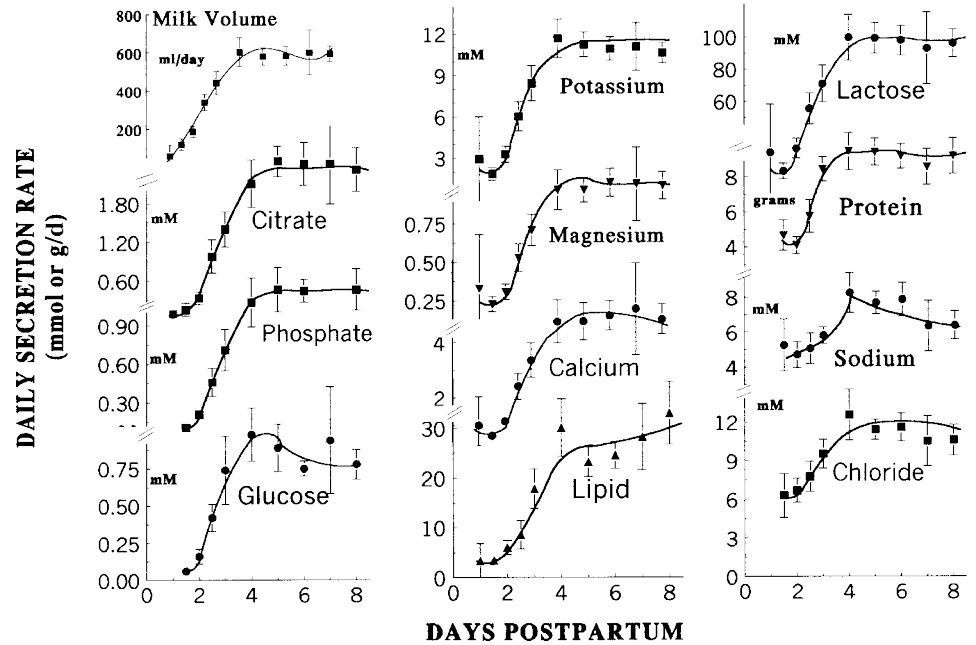 DAILY SECRETION RATE
(mmol or g/d)
Milk Volume
ml/day
800
600
400
200
mM
Citrate
1.80
1.20
0.60
Phosphate
mM
0.90
0.60
0.30
mM
Glucose
0.75
0.50
0.25
0.00
0 2 4 6 8
12
9
6
3
mM
Potassium
0.75
0.50
0.25
Magnesium
4
2
Calcium
30
20
10
0
Lipid
0 2 4 6 8
100
80
60
mM
Lactose
8
6
4
grams
Protein
8
6
4
mM
Sodium
12
9
6
3
0
mM
Chloride
0 2 4 6 8
DAYS POSTPARTUM